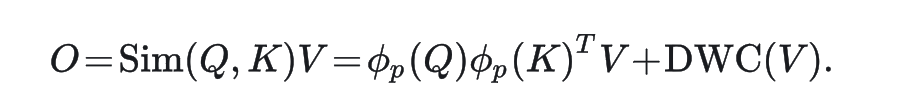 O=Sim(Q, K)V=ϕ_p(Q)ϕ_p(K)^T V+DWC(V).